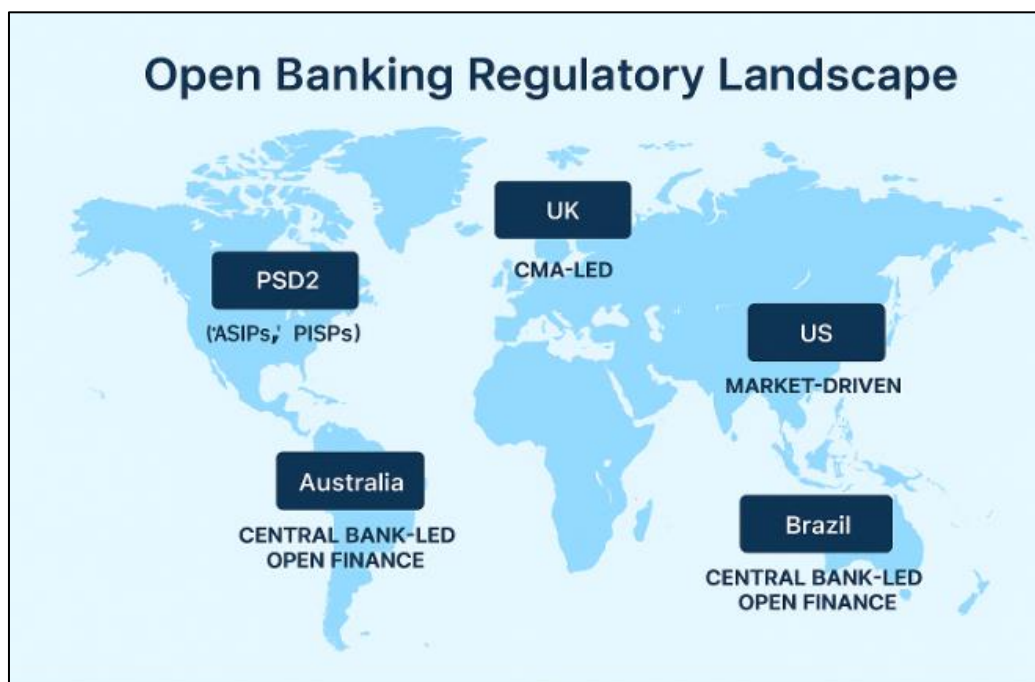 Open Banking Regulatory Landscape
UK
CMA-LED
PSD2
('ASIPs,' PISPs)
US
MARKET-DRIVEN
Australia
CENTRAL BANK-LED
OPEN FINANCE
Brazil
CENTRAL BANK-LED
OPEN FINANCE